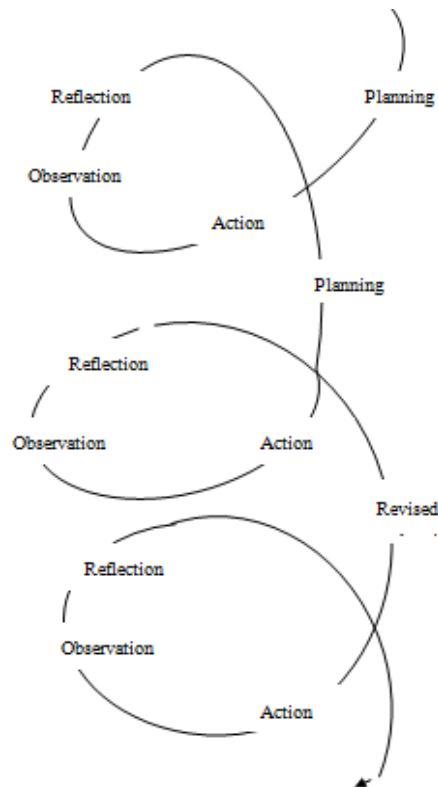 Reflection
Planning
Observation
Action
Planning
Reflection
Observation
Action
Revised
Reflection
Observation
Action